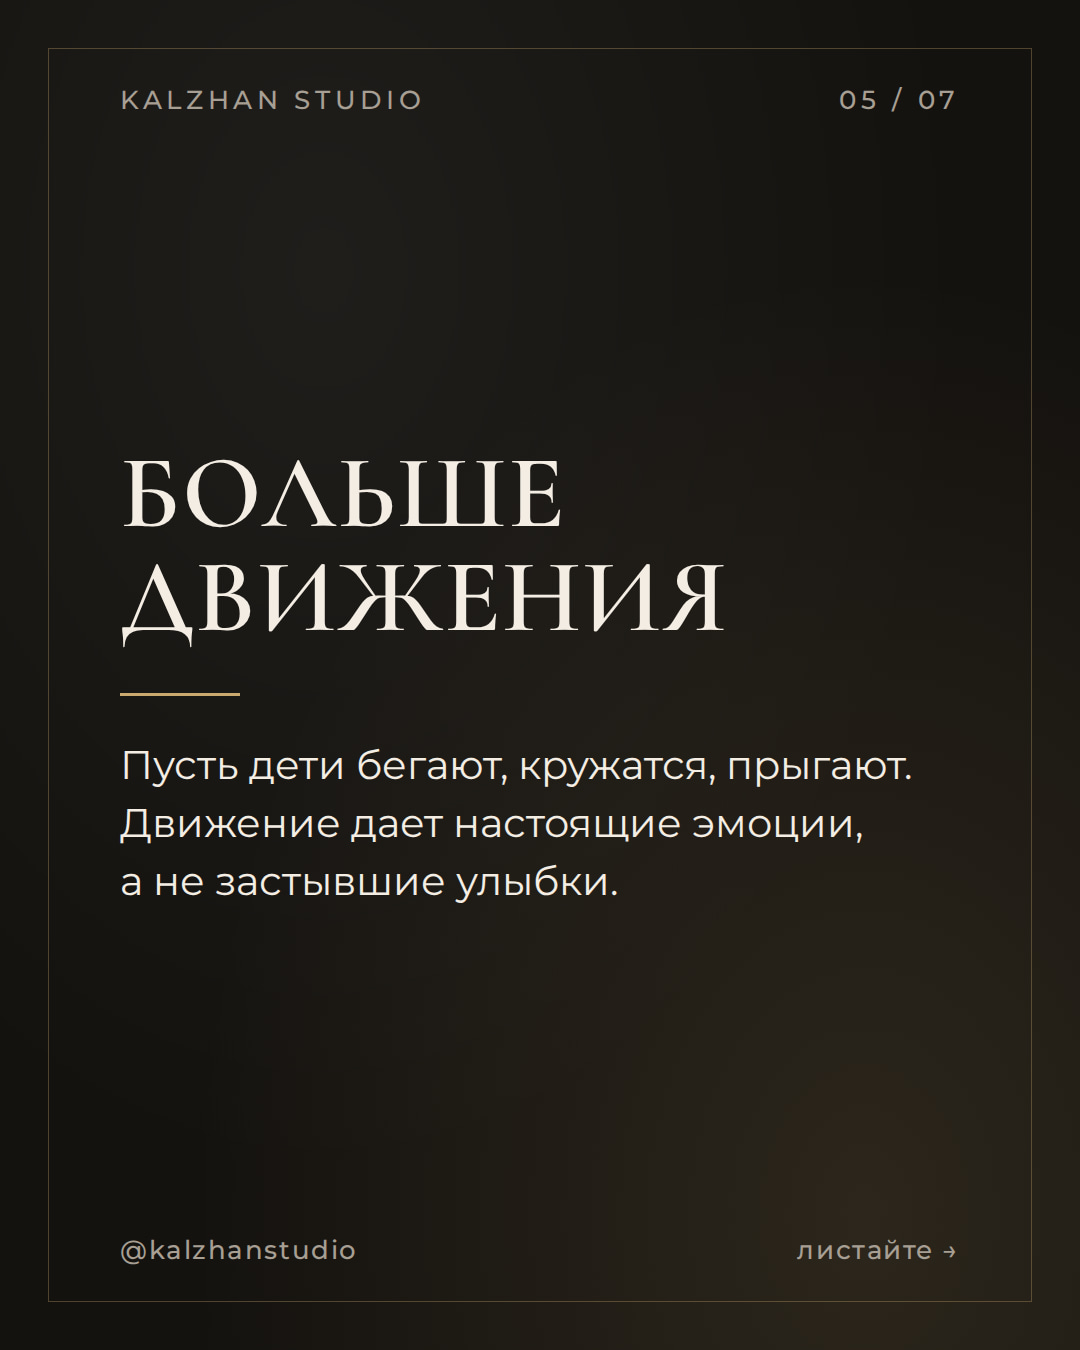 KALZHAN STUDIO
05 / 07
БОЛЬШЕ
ДВИЖЕНИЯ
Пусть дети бегают, кружатся, прыгают.
Движение дает настоящие эмоции,
а не застывшие улыбки.
@kalzhanstudio
листайте →